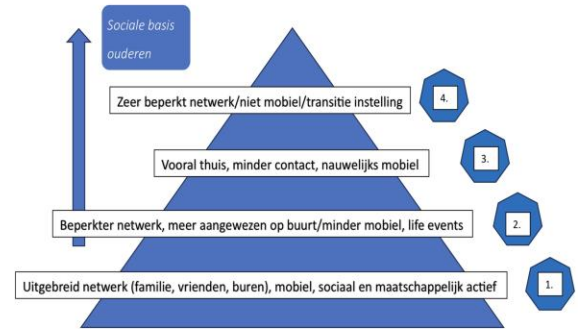 Sociale basis
ouderen
Zeer beperkt netwerk/niet mobiel/transitie instelling
4.
Vooral thuis, minder contact, nauwelijks mobiel
3.
Beperkter netwerk, meer aangewezen op buurt/minder mobiel, life events
2.
Uitgebreid netwerk (familie, vrienden, buren), mobiel, sociaal en maatschappelijk actief
1.